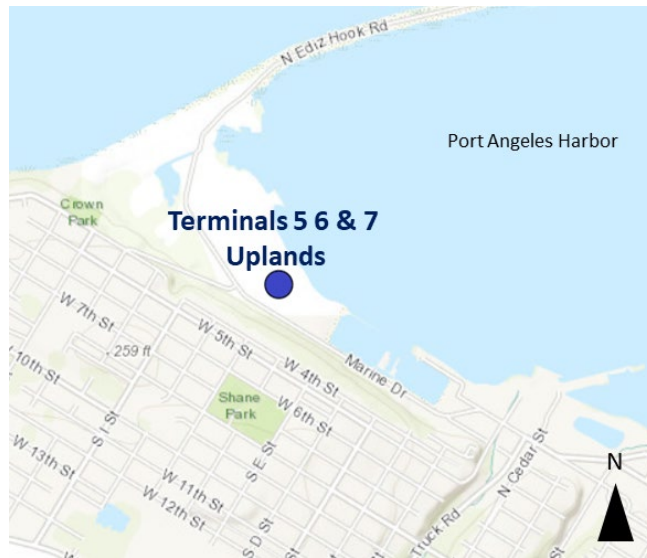 N Ediz Hook Rd
Port Angeles Harbor
Crown
Park
Terminals 5 6 & 7
Uplands
W 7th St
W 5th St
259 ft
W 4th St
Marine Dr
W 10th St
Shane
Park
W 6th St
S I St
S E St
N Cedar St
W 13th St
W 11th St
W 12th St
S D St
Truck Rd
N